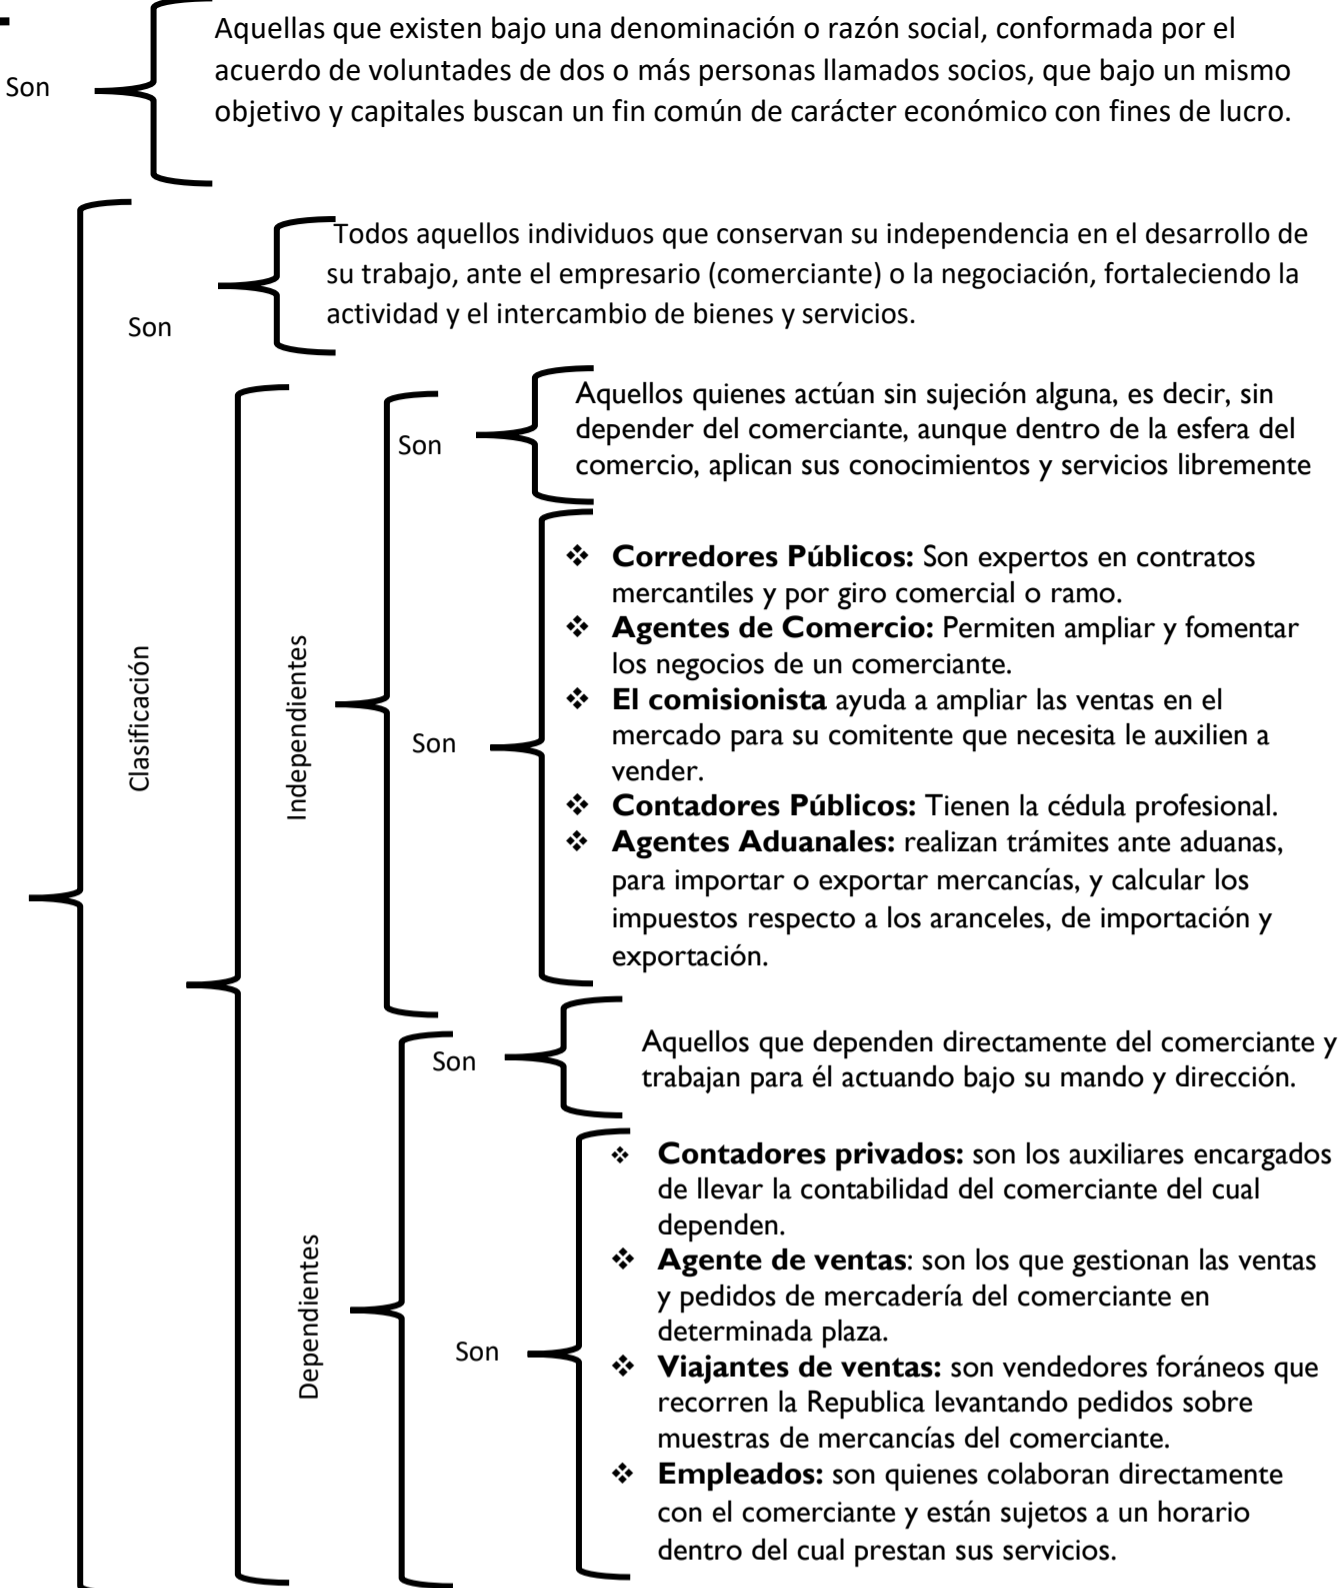 Aquellas que existen bajo una denominación o razón social, conformada por el
Son
acuerdo de voluntades de dos o más personas llamados socios, que bajo un mismo
objetivo y capitales buscan un fin común de carácter económico con fines de lucro.
Clasificación
Son
Todos aquellos individuos que conservan su independencia en el desarrollo de
su trabajo, ante el empresario (comerciante) o la negociación, fortaleciendo la
actividad y el intercambio de bienes y servicios.
Independientes
Son
Aquellos quienes actúan sin sujeción alguna, es decir, sin
depender del comerciante, aunque dentro de la esfera del
comercio, aplican sus conocimientos y servicios libremente
Son
❖ Corredores Públicos: Son expertos en contratos
mercantiles y por giro comercial o ramo.
❖ Agentes de Comercio: Permiten ampliar y fomentar
los negocios de un comerciante.
❖ El comisionista ayuda a ampliar las ventas en el
mercado para su comitente que necesita le auxilien a
vender.
❖ Contadores Públicos: Tienen la cédula profesional.
❖ Agentes Aduanales: realizan trámites ante aduanas,
para importar o exportar mercancías, y calcular los
impuestos respecto a los aranceles, de importación y
exportación.
Dependientes
Son
Aquellos que dependen directamente del comerciante y
trabajan para él actuando bajo su mando y dirección.
Son
❖ Contadores privados: son los auxiliares encargados
de llevar la contabilidad del comerciante del cual
dependen.
❖ Agente de ventas: son los que gestionan las ventas
y pedidos de mercadería del comerciante en
determinada plaza.
❖ Viajantes de ventas: son vendedores foráneos que
recorren la Republica levantando pedidos sobre
muestras de mercancías del comerciante.
❖ Empleados: son quienes colaboran directamente
con el comerciante y están sujetos a un horario
dentro del cual prestan sus servicios.